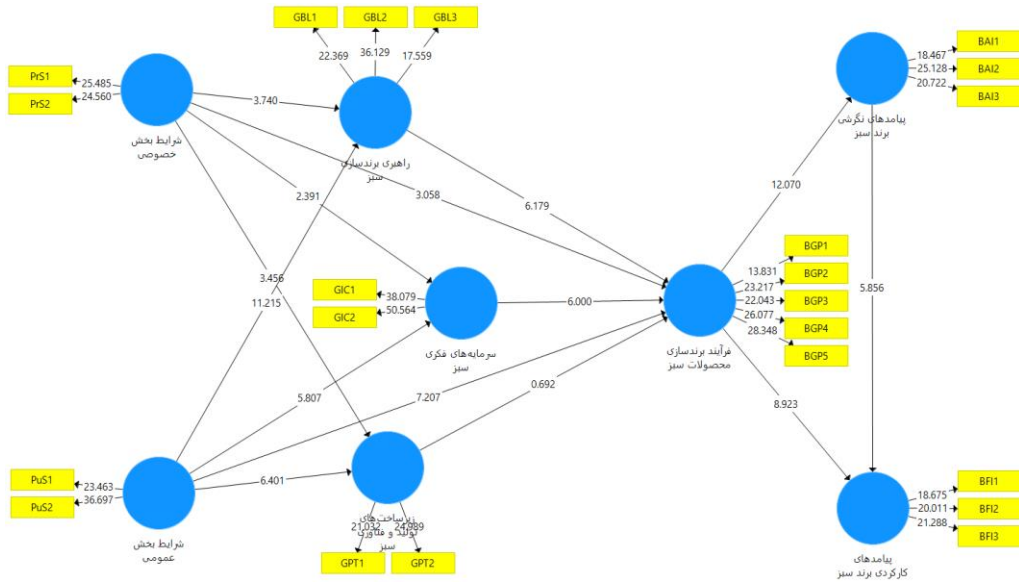 GBL1
GBL2
GBL3
22.369
36.129
17.559
PrS1
PrS2
25.485
24.560
شرایط بخش
خصوصی
3.740
راهبری برندسازی
سبز
2.391
3.058
6.179
BAI1
BAI2
BAI3
18.467
25.128
20.722
پیامدهای نگرشی
برند سبز
12.070
5.856
3.456
11.215
GIC1
GIC2
38.079
50.564
سرمایه‌های فکری
سبز
6.000
BGP1
BGP2
BGP3
BGP4
BGP5
13.831
23.217
22.043
26.077
28.348
فرآیند برندسازی
محصولات سبز
5.807
7.207
0.692
8.923
PuS1
PuS2
23.463
36.697
شرایط بخش
عمومی
6.401
زیرساخت‌های
تولید و فناوری
سبز
21.032
24.989
GPT1
GPT2
BFI1
BFI2
BFI3
18.675
20.011
21.288
پیامدهای
کارکردی برند سبز